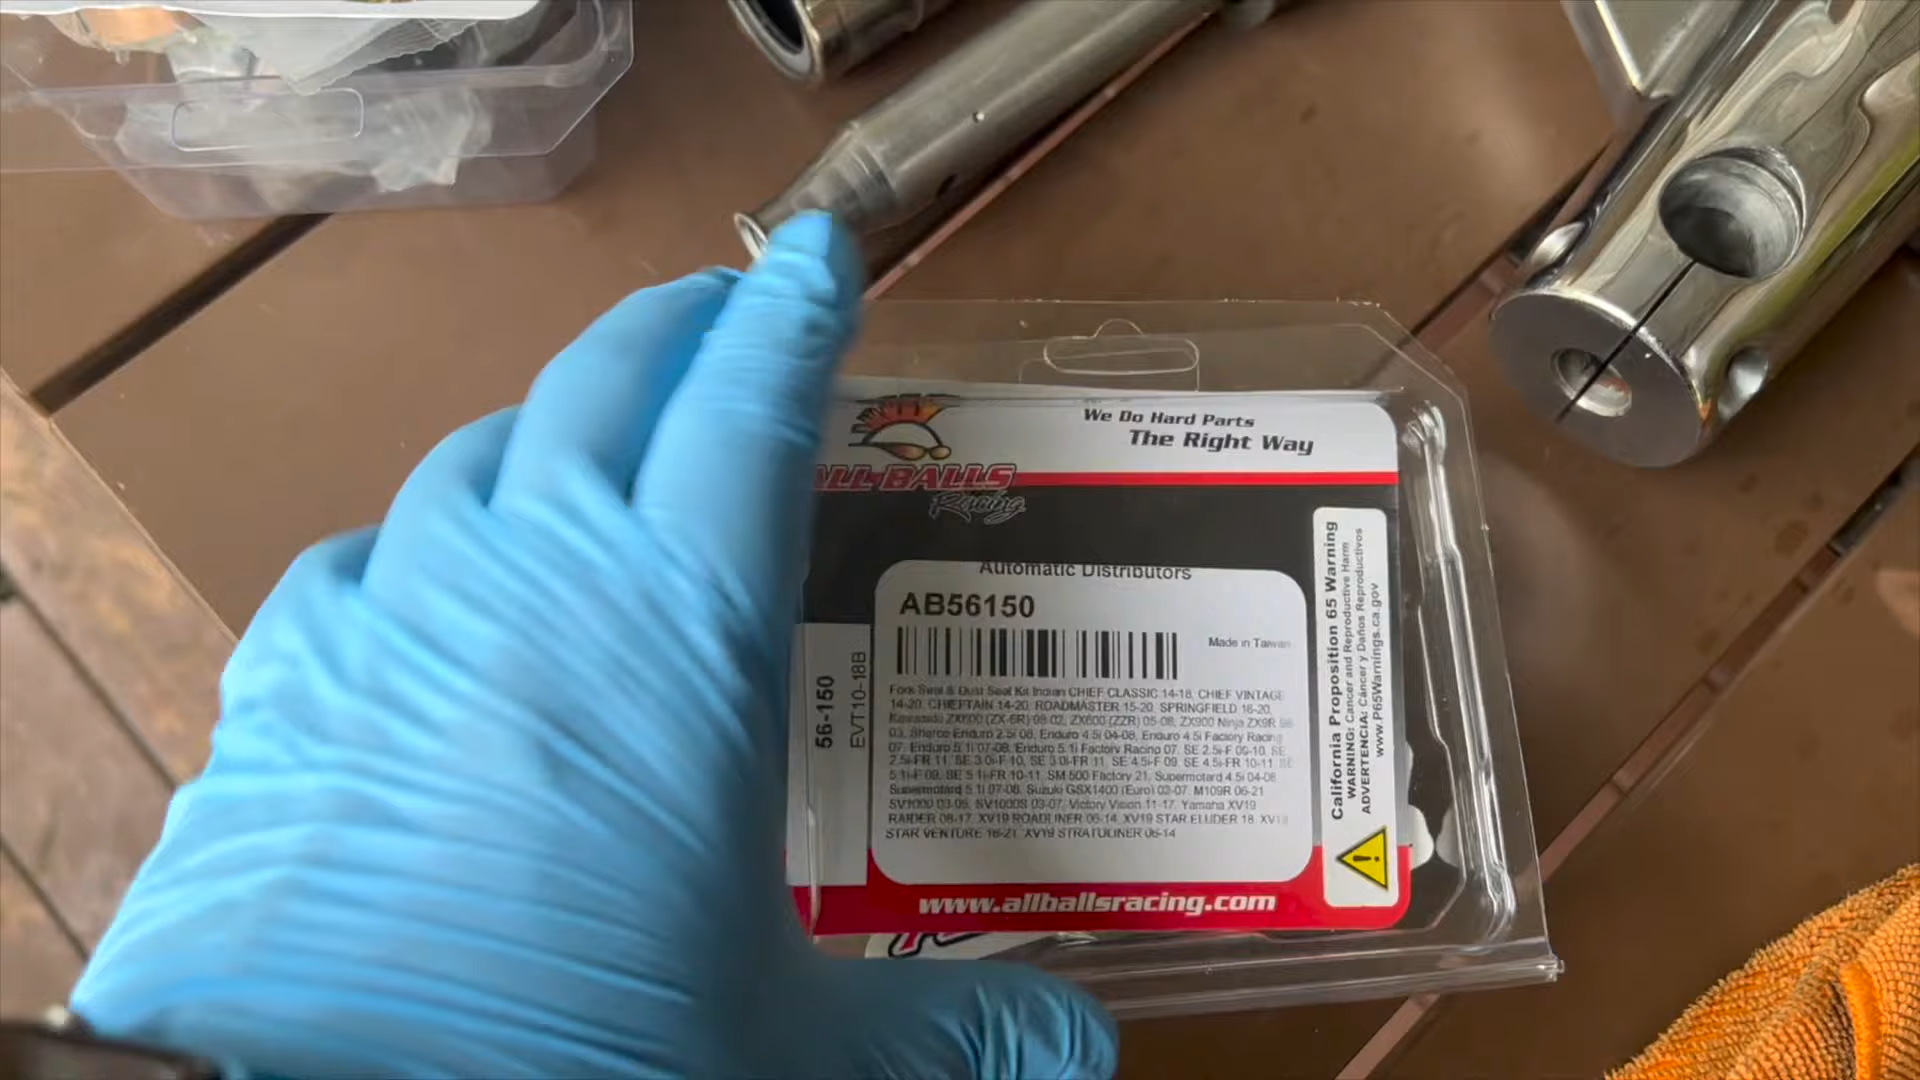 We Do Hard Parts
The Right Way
ALL BALLS
Racing
Automatic Distributors
AB56150
Made in Taiwan
56-150
EVT10-18B
Fork Seal & Dust Seal Kit Indian CHIEF CLASSIC 14-18, CHIEF VINTAGE
14-20, CHIEFTAIN 14-20, ROADMASTER 15-20, SPRINGFIELD 16-20,
Kawasaki ZX600 (ZX-6R) 98-02, ZX600 (ZZR) 05-08, ZX900 Ninja ZX9R 98-
03, Sherco Enduro 2.5i 06, Enduro 4.5i 04-08, Enduro 4.5i Factory Racing
07, Enduro 5.1i 07-08, Enduro 5.1i Factory Racing 07, SE 2.5i-F 09-10, SE
2.5i-FR 11, SE 3.0i-F 10, SE 3.0i-FR 11, SE 4.5i-F 09, SE 4.5i-FR 10-11, SE
5.1i-F 09, SE 5.1i-FR 10-11, SM 500 Factory 21, Supermotard 4.5i 04-08
Supermotard 5.1i 07-08, Suzuki GSX1400 (Euro) 02-07, M109R 06-21
SV1000 03-05, SV1000S 03-07, Victory Vision 11-17, Yamaha XV19
RAIDER 08-17, XV19 ROADLINER 06-14, XV19 STAR ELUDER 18, XV19
STAR VENTURE 18-21, XV19 STRATOLINER 06-14
California Proposition 65 Warning
WARNING: Cancer and Reproductive Harm
ADVERTENCIA: Cáncer y Daños Reproductivos
www.P65Warnings.ca.gov
www.allballsracing.com